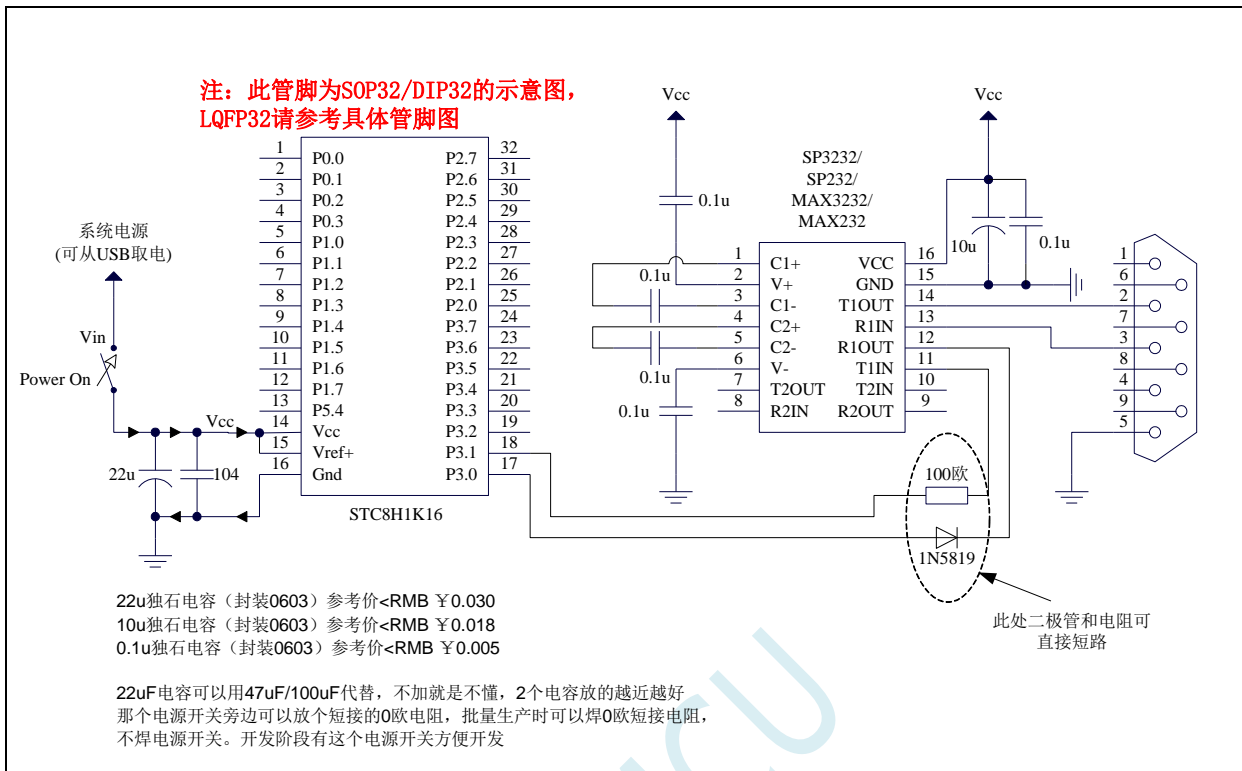 注：此管脚为SOP32/DIP32的示意图，
LQFP32请参考具体管脚图
系统电源
(可从USB取电)
Vin
Power On
Vcc
22u
104
1 P0.0 P2.7 32
2 P0.1 P2.6 31
3 P0.2 P2.5 30
4 P0.3 P2.4 29
5 P1.0 P2.3 28
6 P1.1 P2.2 27
7 P1.2 P2.1 26
8 P1.3 P2.0 25
9 P1.4 P3.7 24
10 P1.5 P3.6 23
11 P1.6 P3.5 22
12 P1.7 P3.4 21
13 P5.4 P3.3 20
14 Vcc P3.2 19
15 Vref+ P3.1 18
16 Gnd P3.0 17
STC8H1K16
Vcc
0.1u
0.1u
0.1u
0.1u
SP3232/
SP232/
MAX3232/
MAX232
1 C1+ VCC 16
2 V+ GND 15
3 C1- T1OUT 14
4 C2+ R1IN 13
5 C2- R1OUT 12
6 V- T1IN 11
7 T2OUT T2IN 10
8 R2IN R2OUT 9
Vcc
10u
0.1u
1
6
2
7
3
8
4
9
5
100欧
1N5819
此处二极管和电阻可
直接短路
22u独石电容（封装0603）参考价<RMB ￥0.030
10u独石电容（封装0603）参考价<RMB ￥0.018
0.1u独石电容（封装0603）参考价<RMB ￥0.005
22uF电容可以用47uF/100uF代替，不加就是不懂，2个电容放的越近越好
那个电源开关旁边可以放个短接的0欧电阻，批量生产时可以焊0欧短接电阻，
不焊电源开关。开发阶段有这个电源开关方便开发
MCU